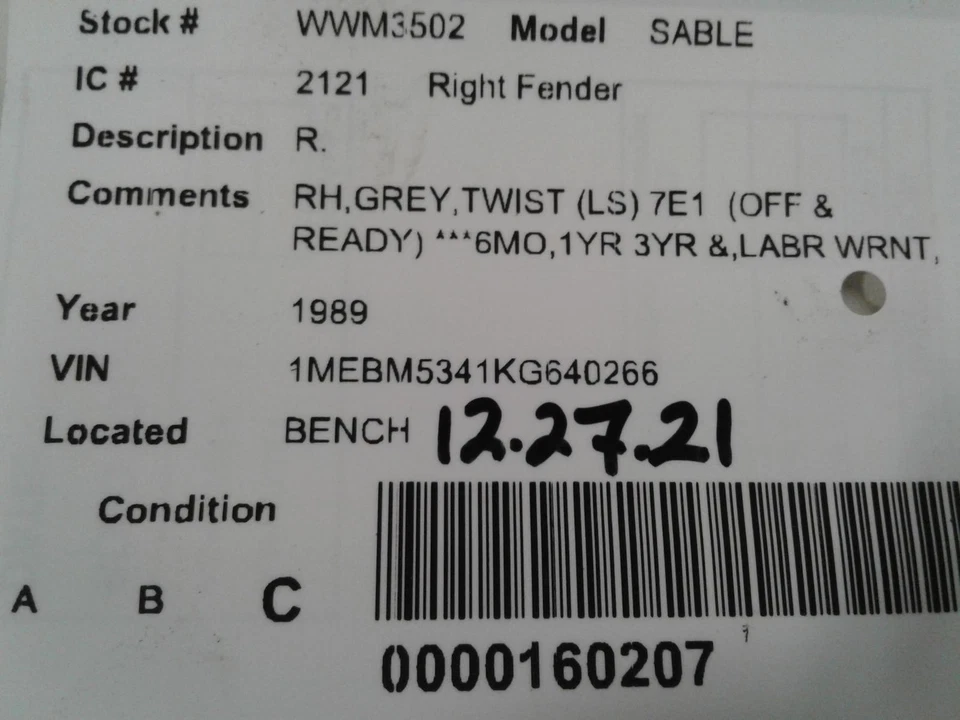 Stock # WWM3502 Model SABLE
IC # 2121 Right Fender
Description R.
Comments RH,GREY,TWIST (LS) 7E1 (OFF &
READY) ***6MO,1YR 3YR &,LABR WRNT,
Year 1989
VIN 1MEBM5341KG640266
Located BENCH 12.27.21
Condition
A B C
0000160207